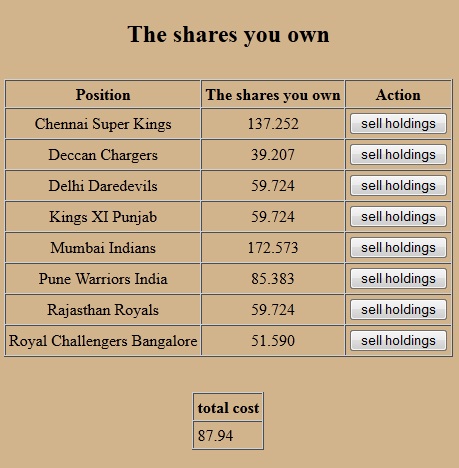 The shares you own
Position The shares you own Action
Chennai Super Kings 137.252 sell holdings
Deccan Chargers 39.207 sell holdings
Delhi Daredevils 59.724 sell holdings
Kings XI Punjab 59.724 sell holdings
Mumbai Indians 172.573 sell holdings
Pune Warriors India 85.383 sell holdings
Rajasthan Royals 59.724 sell holdings
Royal Challengers Bangalore 51.590 sell holdings
total cost
87.94